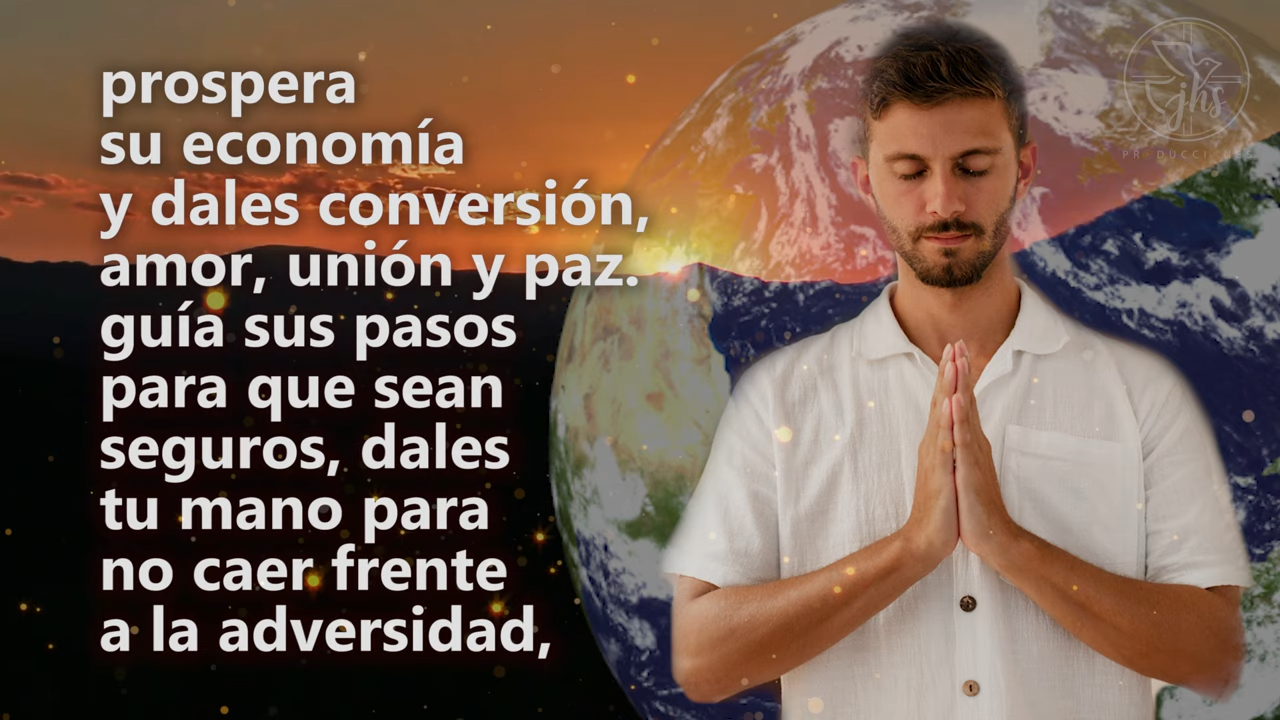 prospera
su economía
y dales conversión,
amor, unión y paz.
guía sus pasos
para que sean
seguros, dales
tu mano para
no caer frente
a la adversidad,
jhs